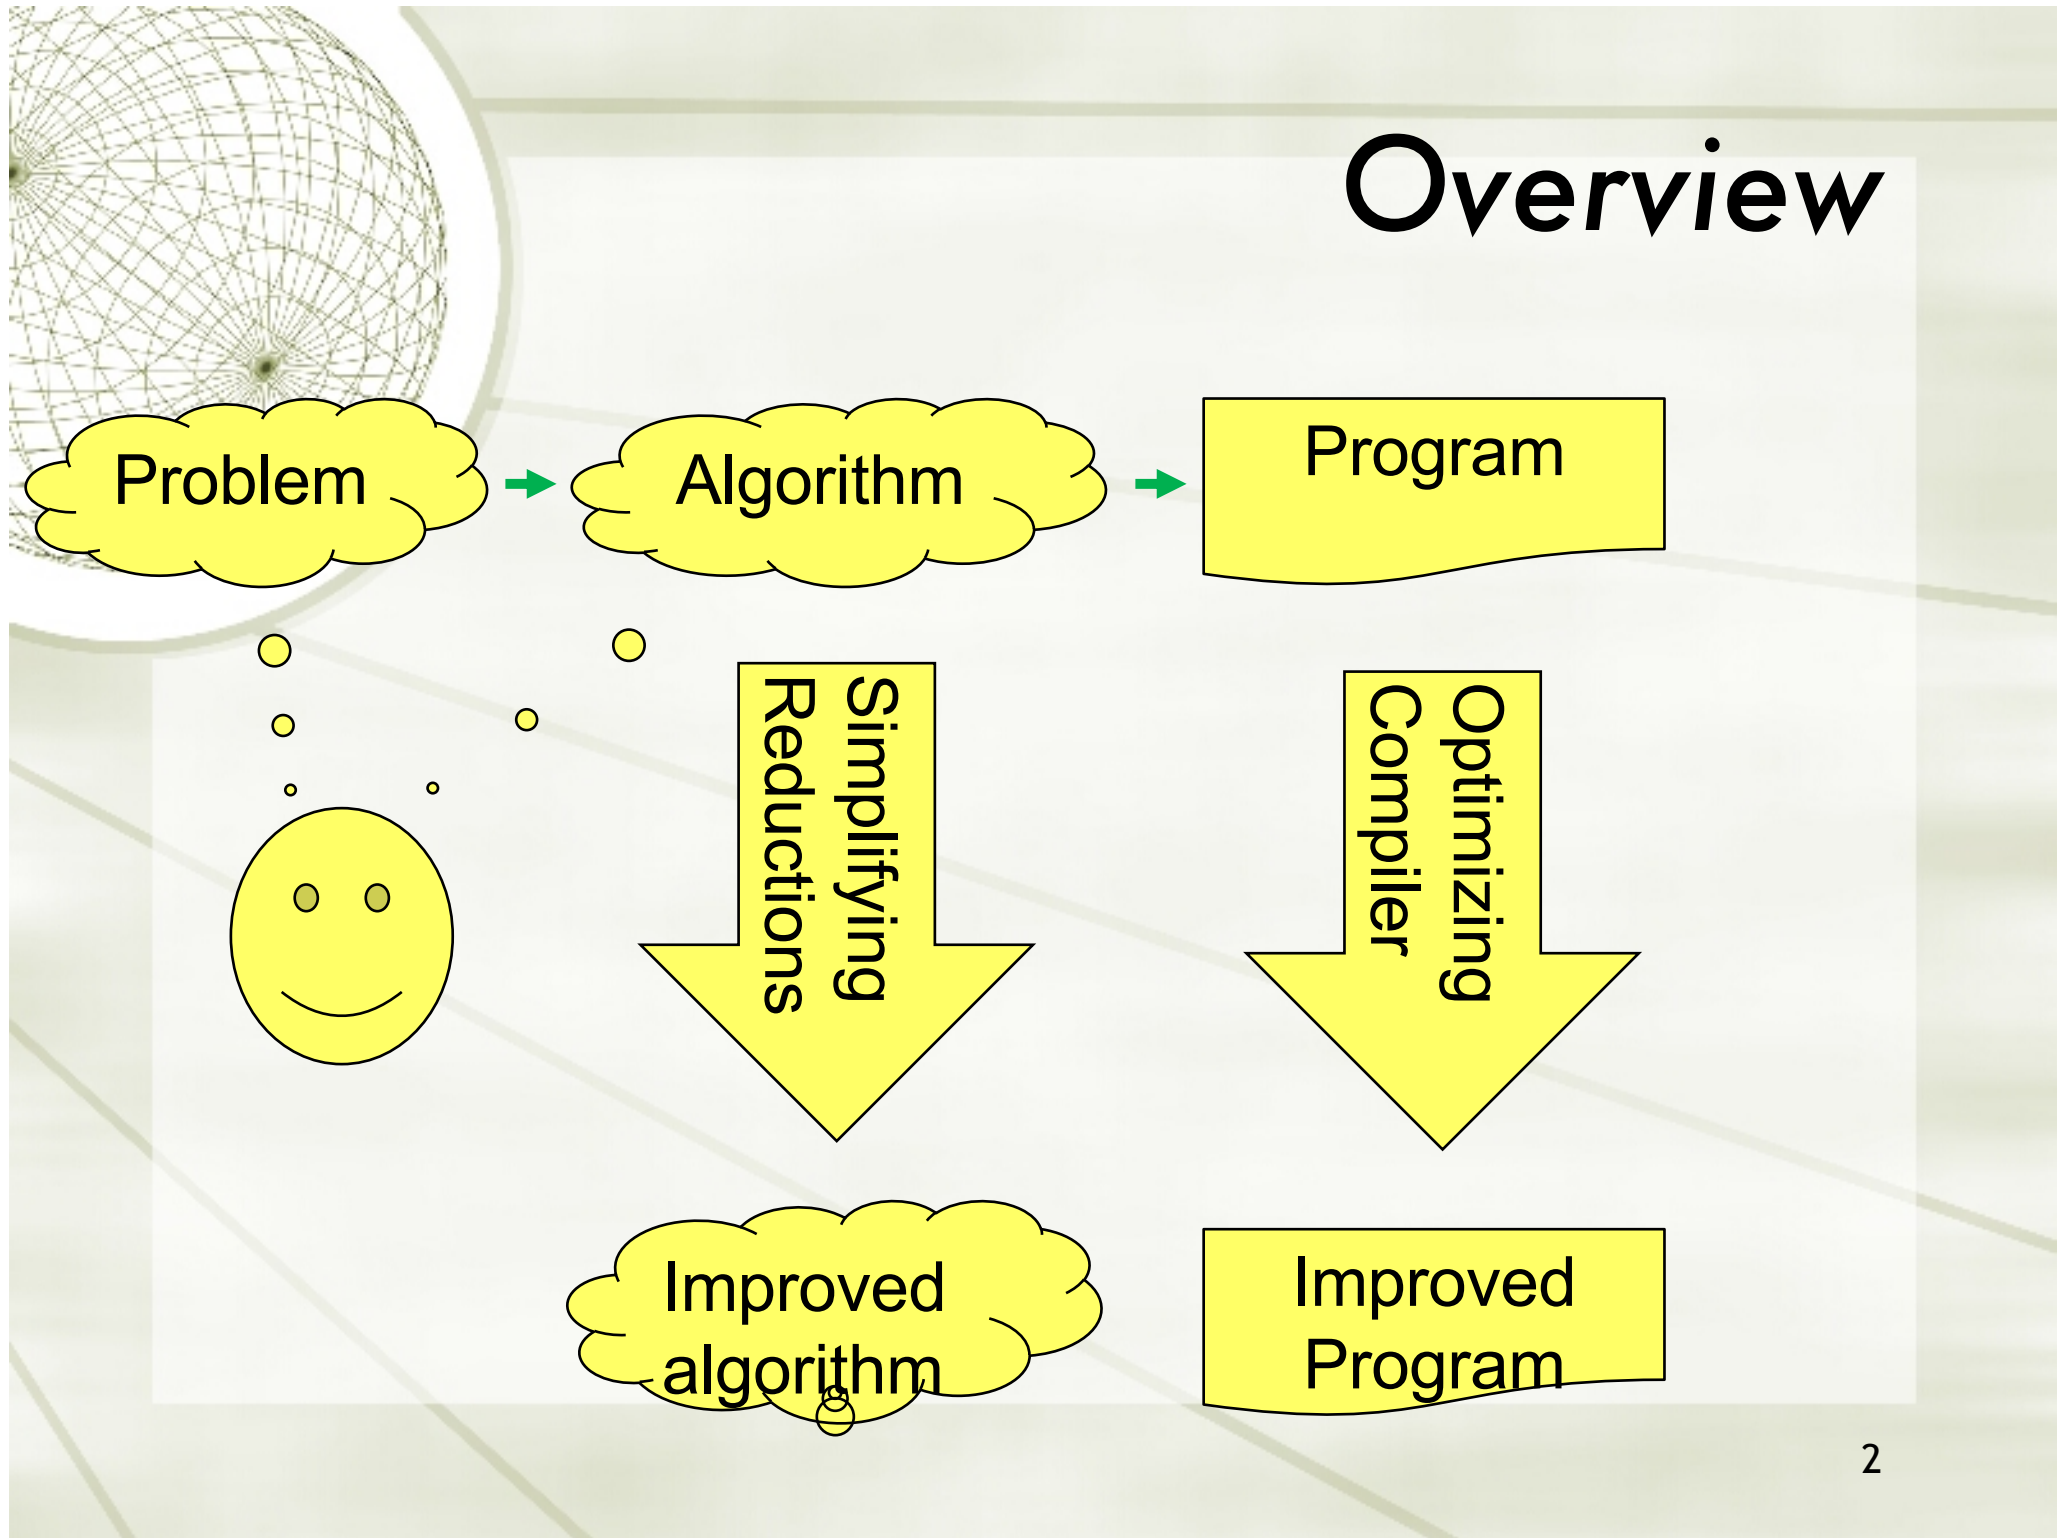 Overview
Problem
Algorithm
Program
Simplifying
Reductions
Optimizing
Compiler
Improved
algorithm
Improved
Program
2